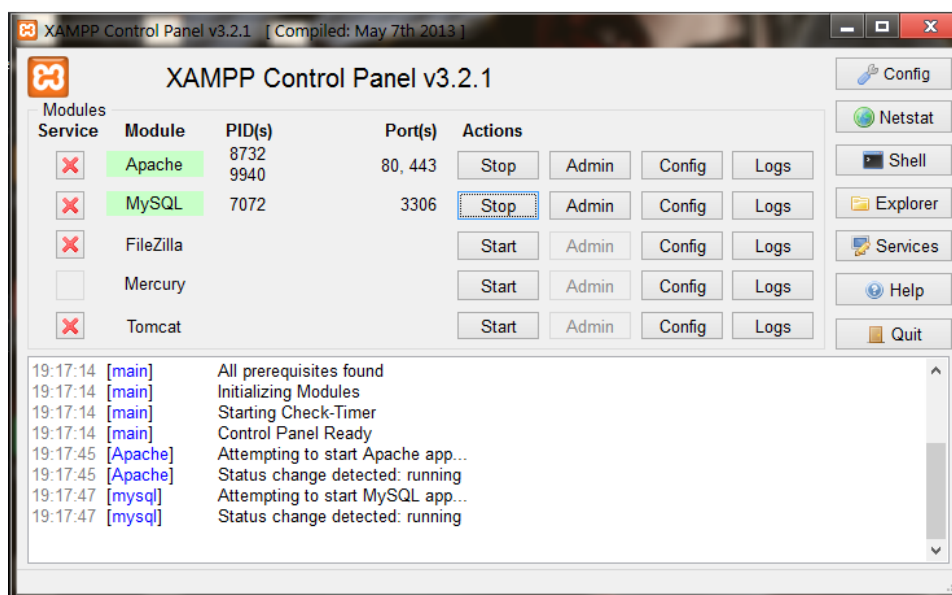 XAMPP Control Panel v3.2.1 [ Compiled: May 7th 2013 ]
XAMPP Control Panel v3.2.1
Config
Netstat
Shell
Explorer
Services
Help
Quit
Modules
Service Module PID(s) Port(s) Actions
Apache 8732 9940 80, 443 Stop Admin Config Logs
MySQL 7072 3306 Stop Admin Config Logs
FileZilla Start Admin Config Logs
Mercury Start Admin Config Logs
Tomcat Start Admin Config Logs
19:17:14 [main] All prerequisites found
19:17:14 [main] Initializing Modules
19:17:14 [main] Starting Check-Timer
19:17:14 [main] Control Panel Ready
19:17:45 [Apache] Attempting to start Apache app...
19:17:45 [Apache] Status change detected: running
19:17:47 [mysql] Attempting to start MySQL app...
19:17:47 [mysql] Status change detected: running